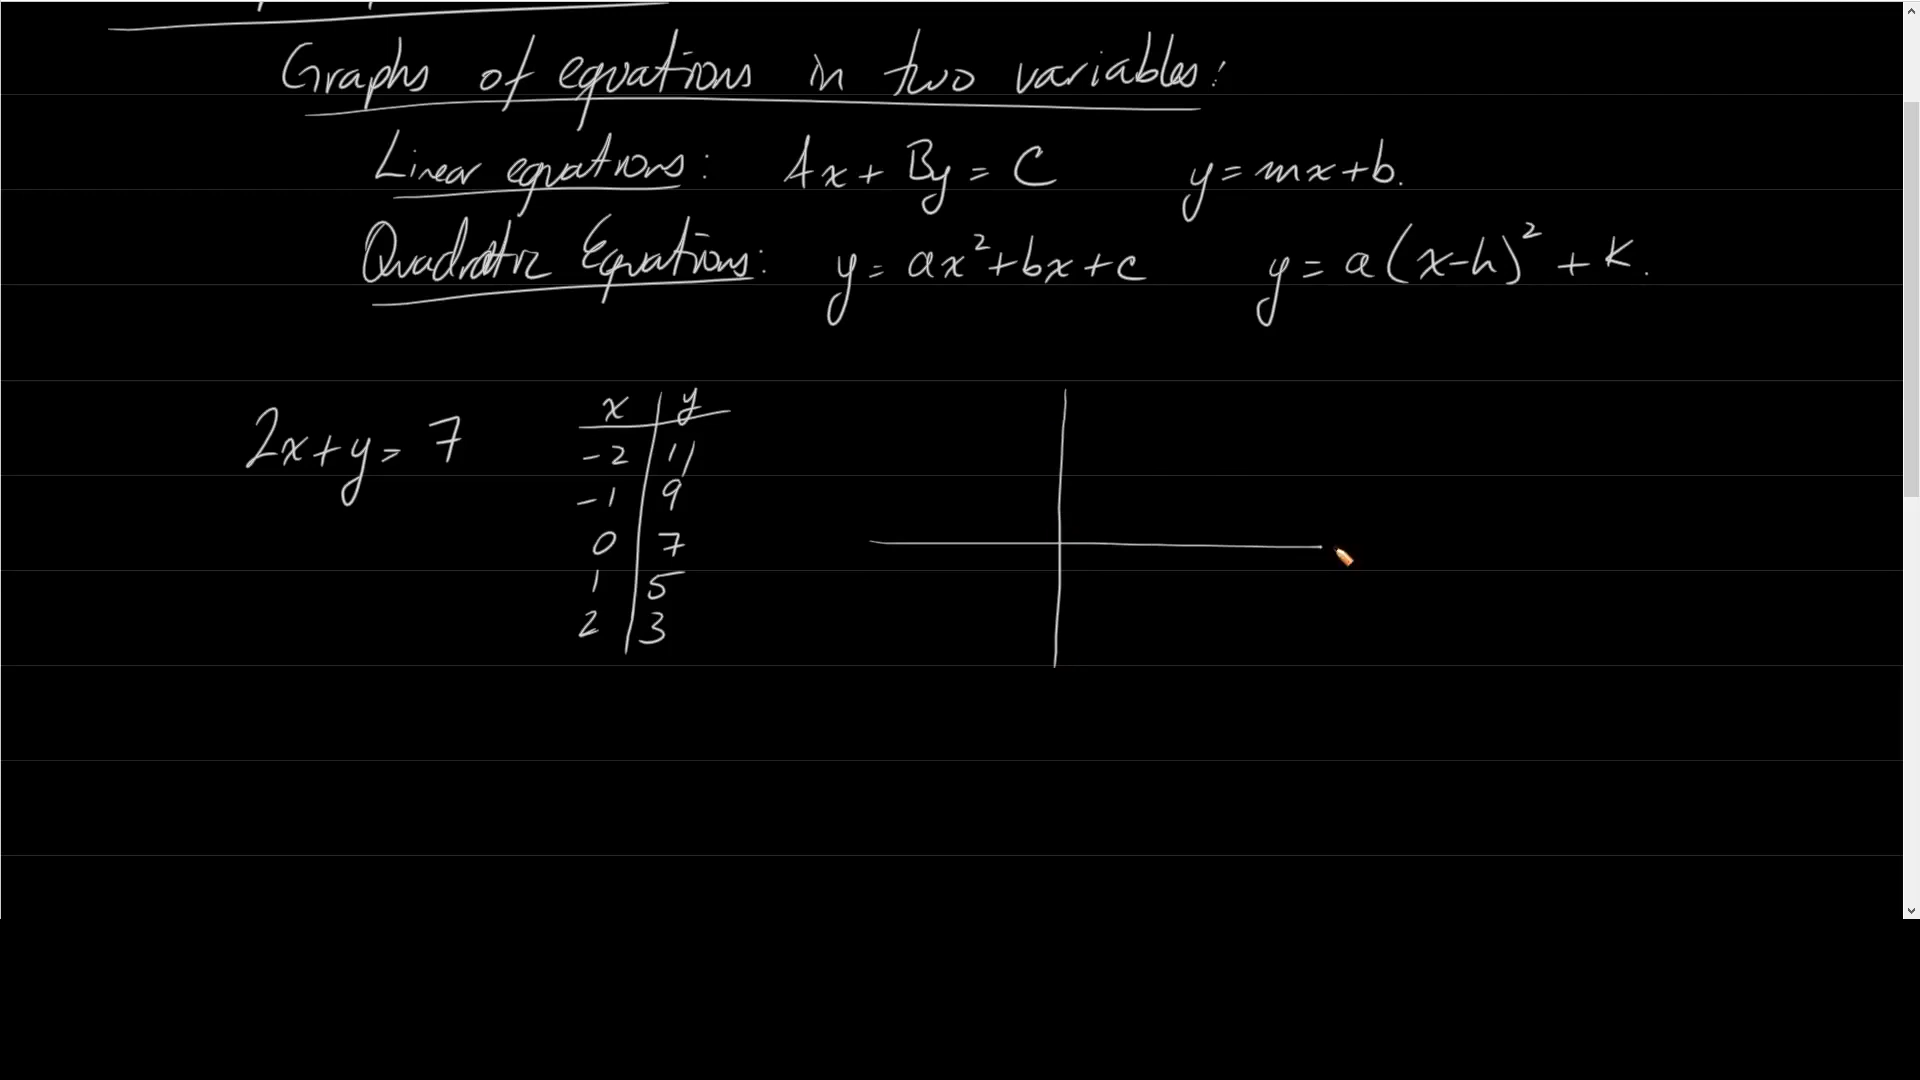 Graphs of equations in two variables:
Linear equations: Ax + By = C y = mx + b.
Quadratic Equations: y = ax² + bx + c y = a(x-h)² + k.
2x + y = 7
x y
-2 11
-1 9
0 7
1 5
2 3